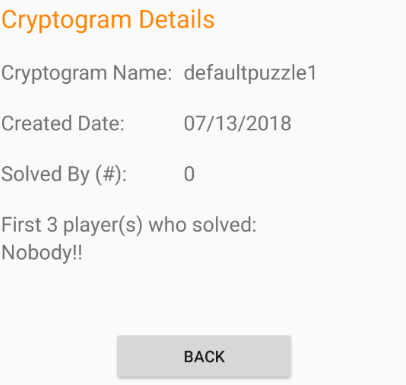 Cryptogram Details
Cryptogram Name: defaultpuzzle1
Created Date: 07/13/2018
Solved By (#): 0
First 3 player(s) who solved:
Nobody!!
BACK